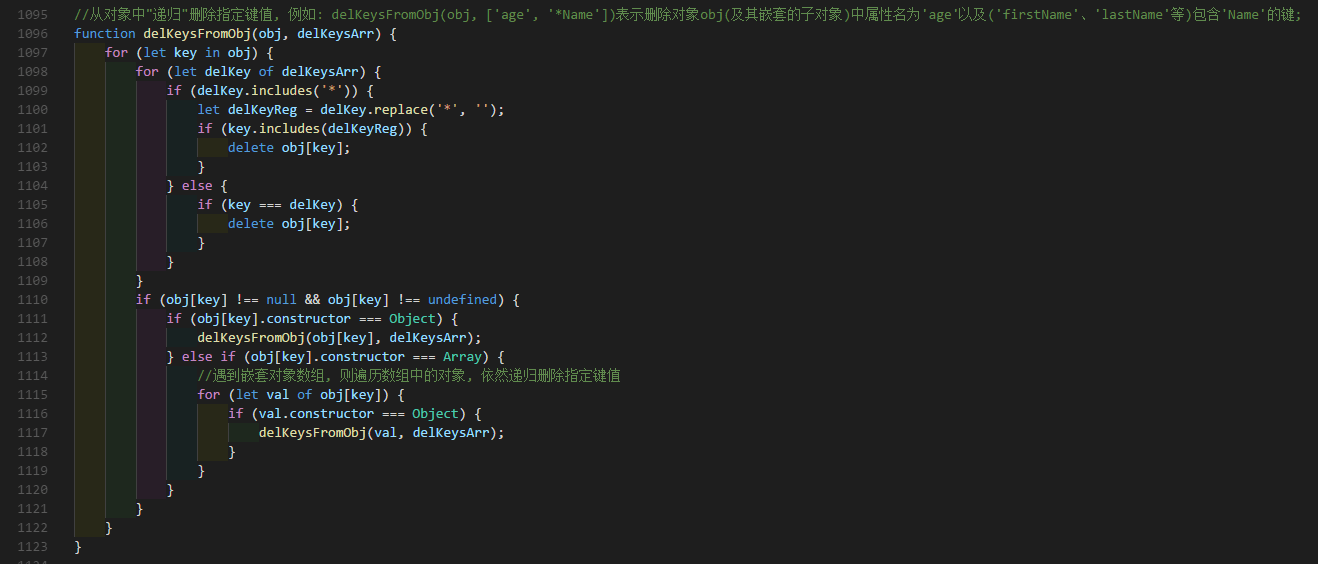 1095 //从对象中"递归"删除指定键值, 例如: delKeysFromObj(obj, ['age', '*Name'])表示删除对象obj(及其嵌套的子对象)中属性名为'age'以及('firstName'、'lastName'等)包含'Name'的键;
1096 function delKeysFromObj(obj, delKeysArr) {
1097     for (let key in obj) {
1098         for (let delKey of delKeysArr) {
1099             if (delKey.includes('*')) {
1100                 let delKeyReg = delKey.replace('*', '');
1101                 if (key.includes(delKeyReg)) {
1102                     delete obj[key];
1103                 }
1104             } else {
1105                 if (key === delKey) {
1106                     delete obj[key];
1107                 }
1108             }
1109         }
1110         if (obj[key] !== null && obj[key] !== undefined) {
1111             if (obj[key].constructor === Object) {
1112                 delKeysFromObj(obj[key], delKeysArr);
1113             } else if (obj[key].constructor === Array) {
1114                 //遇到嵌套对象数组, 则遍历数组中的对象, 依然递归删除指定键值
1115                 for (let val of obj[key]) {
1116                     if (val.constructor === Object) {
1117                         delKeysFromObj(val, delKeysArr);
1118                     }
1119                 }
1120             }
1121         }
1122     }
1123 }